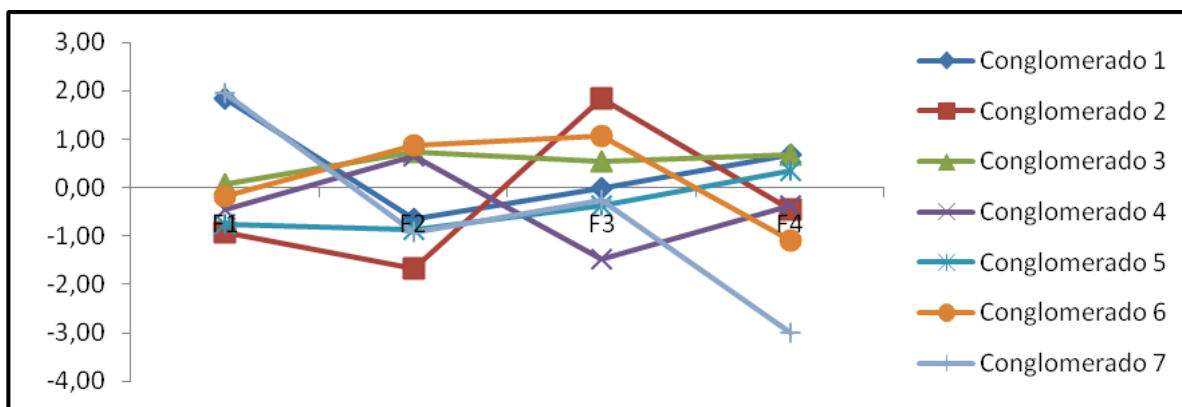 3,00
2,00
1,00
0,00
-1,00
-2,00
-3,00
-4,00
F1
F2
F3
F4
Conglomerado 1
Conglomerado 2
Conglomerado 3
Conglomerado 4
Conglomerado 5
Conglomerado 6
Conglomerado 7